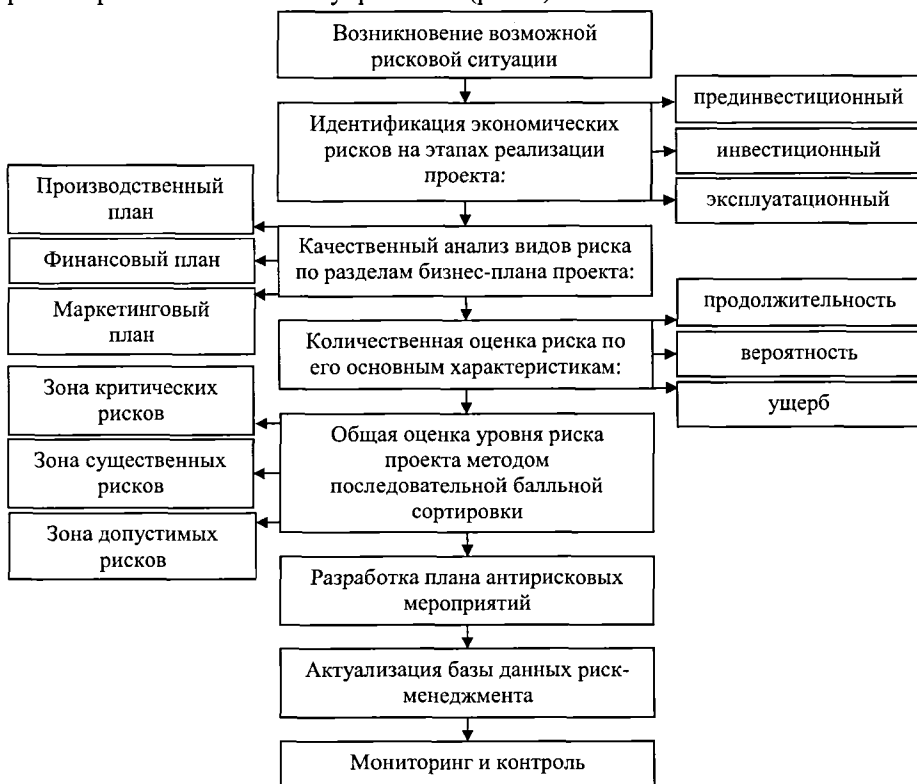 Возникновение возможной
рисковой ситуации
Идентификация экономических
рисков на этапах реализации
проекта:
прединвестиционный
инвестиционный
эксплуатационный
Производственный
план
Финансовый план
Маркетинговый
план
Качественный анализ видов риска
по разделам бизнес-плана проекта:
Количественная оценка риска по
его основным характеристикам:
продолжительность
вероятность
ущерб
Зона критических
рисков
Зона существенных
рисков
Зона допустимых
рисков
Общая оценка уровня риска
проекта методом
последовательной балльной
сортировки
Разработка плана антирисковых
мероприятий
Актуализация базы данных риск-
менеджмента
Мониторинг и контроль